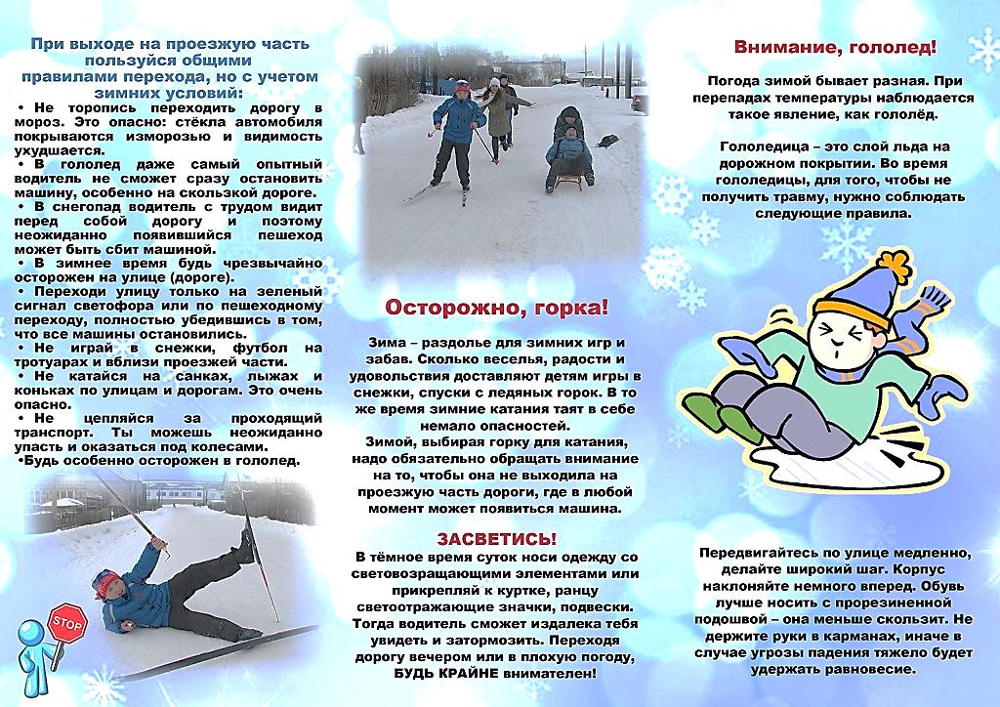 При выходе на проезжую часть
пользуйся общими
правилами перехода, но с учетом
зимних условий:
• Не торопись переходить дорогу в
мороз. Это опасно: стёкла автомобиля
покрываются изморозью и видимость
ухудшается.
• В гололед даже самый опытный
водитель не сможет сразу остановить
машину, особенно на скользкой дороге.
• В снегопад водитель с трудом видит
перед собой дорогу и поэтому
неожиданно появившийся пешеход
может быть сбит машиной.
• В зимнее время будь чрезвычайно
осторожен на улице (дороге).
• Переходи улицу только на зеленый
сигнал светофора или по пешеходному
переходу, полностью убедившись в том,
что все машины остановились.
• Не играй в снежки, футбол на
тротуарах и вблизи проезжей части.
• Не катайся на санках, лыжах и
коньках по улицам и дорогам. Это очень
опасно.
• Не цепляйся за проходящий
транспорт. Ты можешь неожиданно
упасть и оказаться под колесами.
•Будь особенно осторожен в гололед.
STOP
Осторожно, горка!
Зима – раздолье для зимних игр и
забав. Сколько веселья, радости и
удовольствия доставляют детям игры в
снежки, спуски с ледяных горок. В то
же время зимние катания таят в себе
немало опасностей.
Зимой, выбирая горку для катания,
надо обязательно обращать внимание
на то, чтобы она не выходила на
проезжую часть дороги, где в любой
момент может появиться машина.
ЗАСВЕТИСЬ!
В тёмное время суток носи одежду со
световозращающими элементами или
прикрепляй к куртке, ранцу
светоотражающие значки, подвески.
Тогда водитель сможет издалека тебя
увидеть и затормозить. Переходя
дорогу вечером или в плохую погоду,
БУДЬ КРАЙНЕ внимателен!
Внимание, гололед!
Погода зимой бывает разная. При
перепадах температуры наблюдается
такое явление, как гололёд.
Гололедица – это слой льда на
дорожном покрытии. Во время
гололедицы, для того, чтобы не
получить травму, нужно соблюдать
следующие правила.
Передвигайтесь по улице медленно,
делайте широкий шаг. Корпус
наклоняйте немного вперед. Обувь
лучше носить с прорезиненной
подошвой – она меньше скользит. Не
держите руки в карманах, иначе в
случае угрозы падения тяжело будет
удержать равновесие.